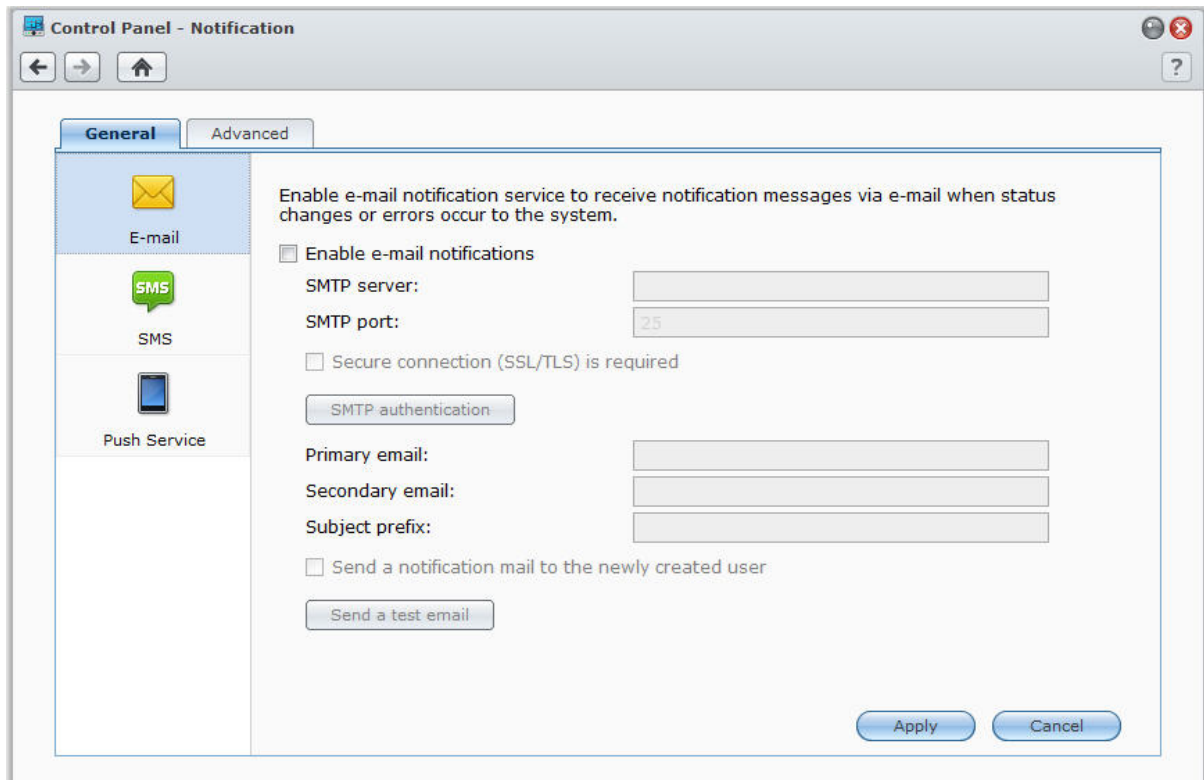 Control Panel - Notification
?
General
Advanced
E-mail
SMS
SMS
Push Service
Enable e-mail notification service to receive notification messages via e-mail when status
changes or errors occur to the system.
Enable e-mail notifications
SMTP server:
SMTP port:
25
Secure connection (SSL/TLS) is required
SMTP authentication
Primary email:
Secondary email:
Subject prefix:
Send a notification mail to the newly created user
Send a test email
Apply
Cancel